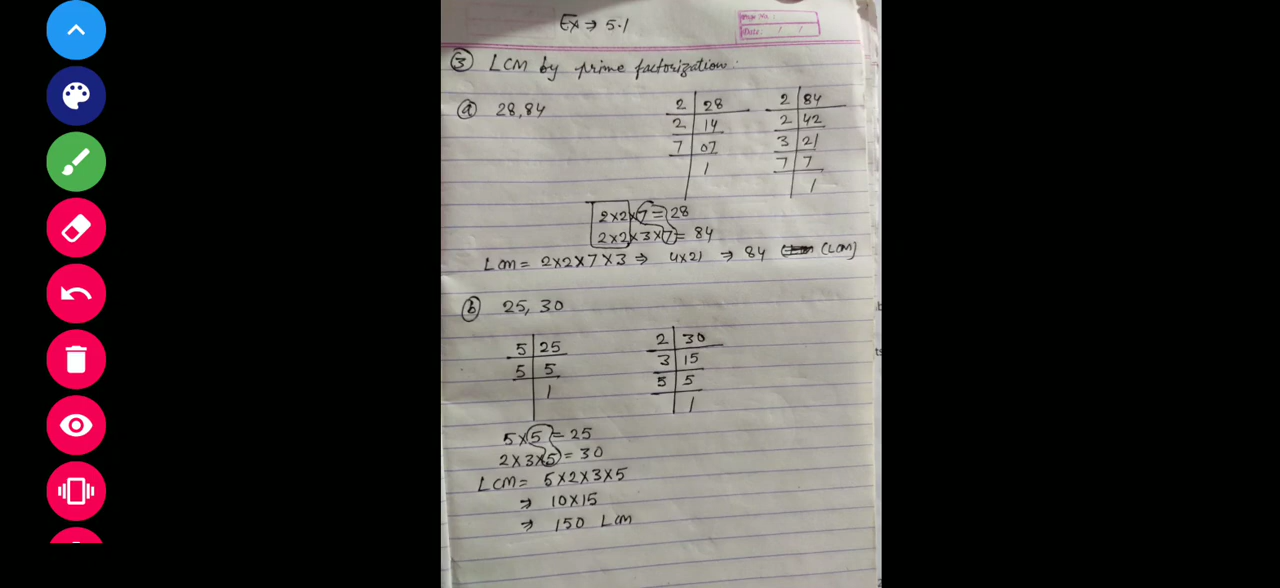 Ex ⇒ 5.1
Page No.:
Date: / /
③ LCM by prime factorization.
ⓐ 28,84
2 | 28
2 | 14
7 | 07
1
2 | 84
2 | 42
3 | 21
7 | 7
1
2×2×7 = 28
2×2×3×7 = 84
LCM = 2×2×7×3 ⇒ 4×21 ⇒ 84 (LCM)
ⓑ 25, 30
5 | 25
5 | 5
1
2 | 30
3 | 15
5 | 5
1
5×5 = 25
2×3×5 = 30
LCM = 5×2×3×5
⇒ 10×15
⇒ 150 LCM